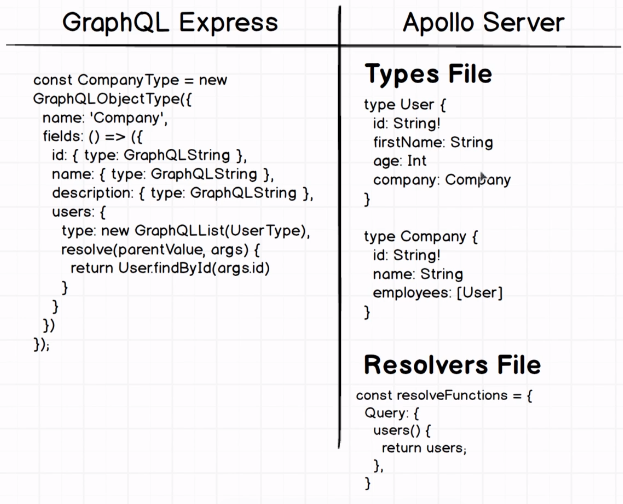 GraphQL Express
const CompanyType = new
GraphQLObjectType({
name: 'Company',
fields: () => ({
id: { type: GraphQLString },
name: { type: GraphQLString },
description: { type: GraphQLString },
users: {
type: new GraphQLList(UserType),
resolve(parentValue, args) {
return User.findById(args.id)
}
}
})
});
Apollo Server
Types File
type User {
id: String!
firstName: String
age: Int
company: Company
}
type Company {
id: String!
name: String
employees: [User]
}
Resolvers File
const resolveFunctions = {
Query: {
users() {
return users;
},
}